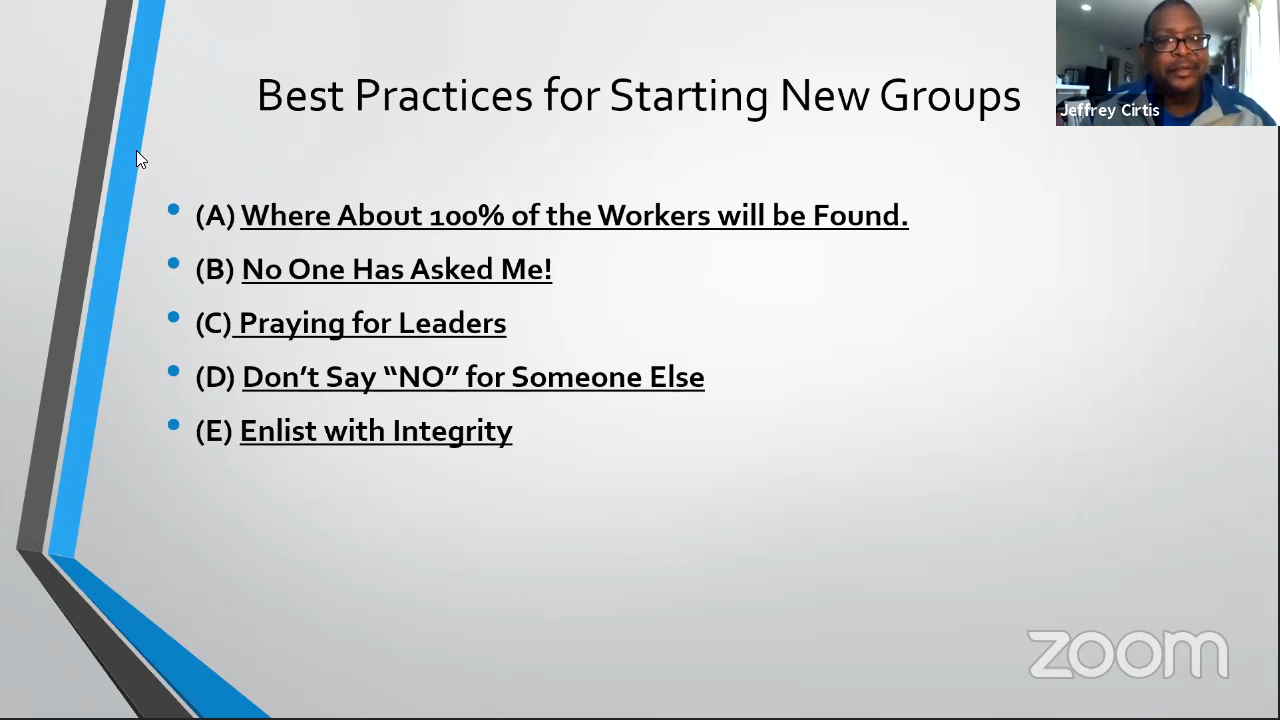 Best Practices for Starting New Groups
Jeffrey Cirtis
• (A) Where About 100% of the Workers will be Found.
• (B) No One Has Asked Me!
• (C) Praying for Leaders
• (D) Don’t Say “NO” for Someone Else
• (E) Enlist with Integrity
zoom